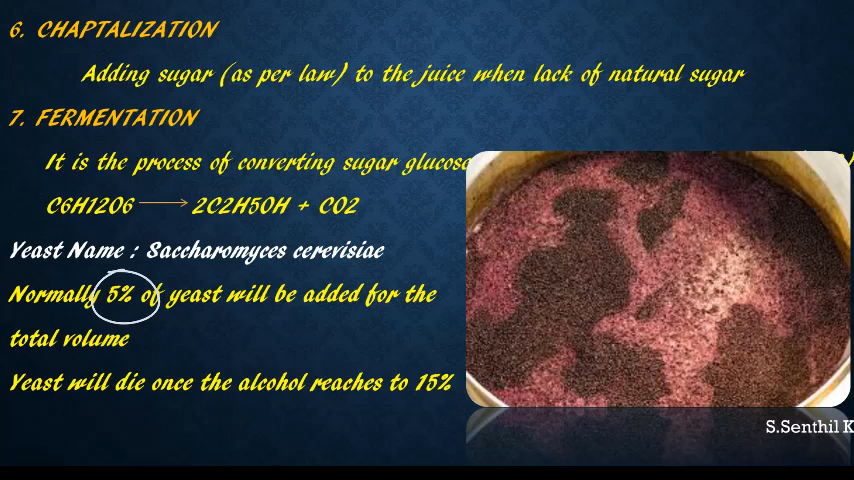 6. CHAPTALIZATION
Adding sugar (as per law) to the juice when lack of natural sugar
7. FERMENTATION
It is the process of converting sugar glucose
C6H12O6 → 2C2H5OH + CO2
Yeast Name : Saccharomyces cerevisiae
Normally 5% of yeast will be added for the
total volume
Yeast will die once the alcohol reaches to 15%
S.Senthil K